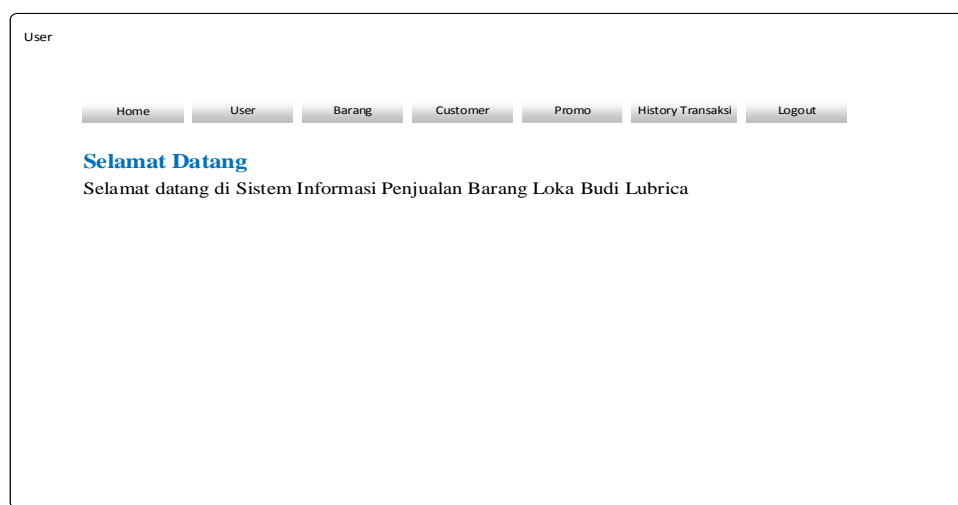 User
Home User Barang Customer Promo History Transaksi Logout
Selamat Datang
Selamat datang di Sistem Informasi Penjualan Barang Loka Budi Lubrica